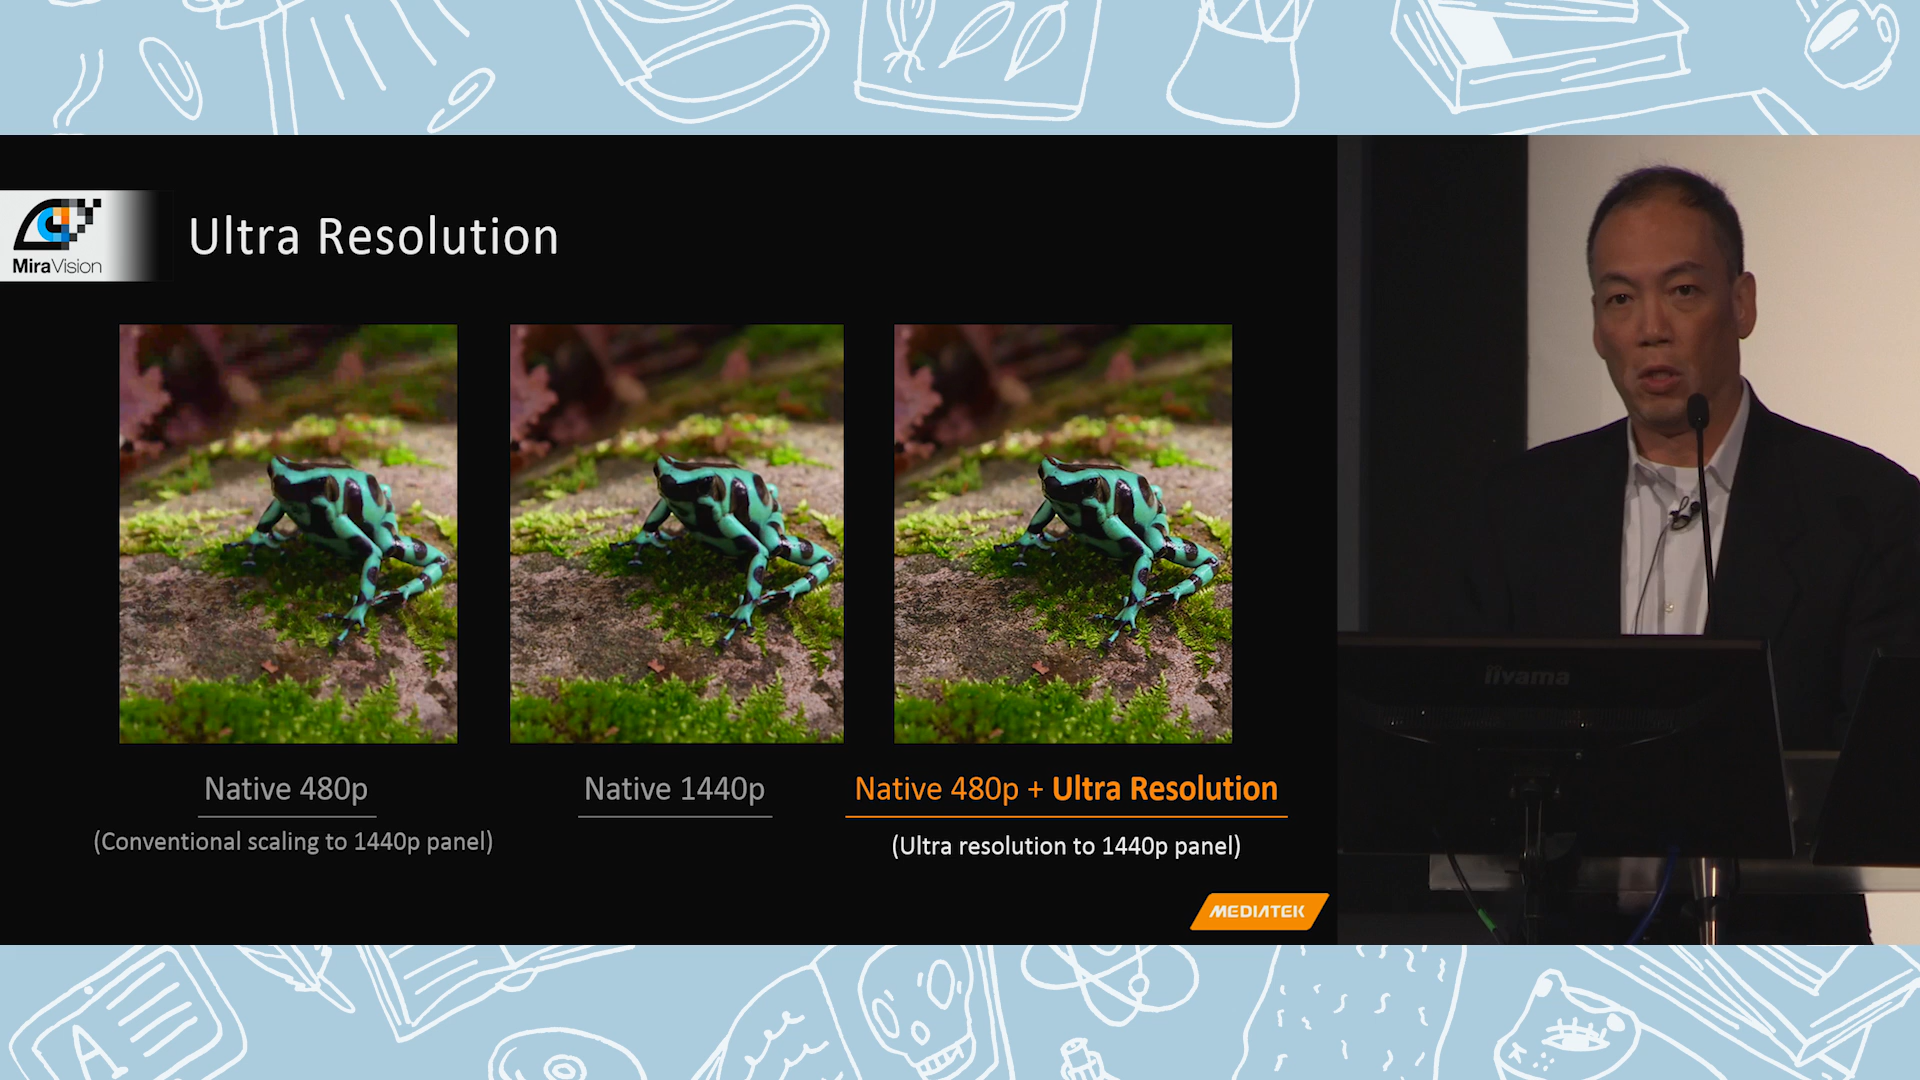 MiraVision
Ultra Resolution
Native 480p
(Conventional scaling to 1440p panel)
Native 1440p
Native 480p + Ultra Resolution
(Ultra resolution to 1440p panel)
MEDIATEK
iiyama
A